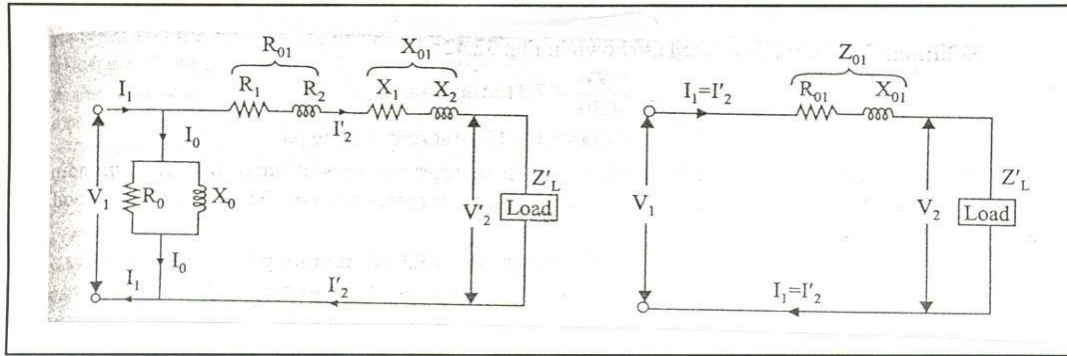 R₀₁ X₀₁ Z₀₁
I₁ R₁ R₂ X₁ X₂ I₁=I′₂ R₀₁ X₀₁
I₀ I′₂
R₀ X₀ Z′L Z′L
V₁ V′₂ Load V₁ V₂ Load
I₀
I₁ I′₂ I₁=I′₂